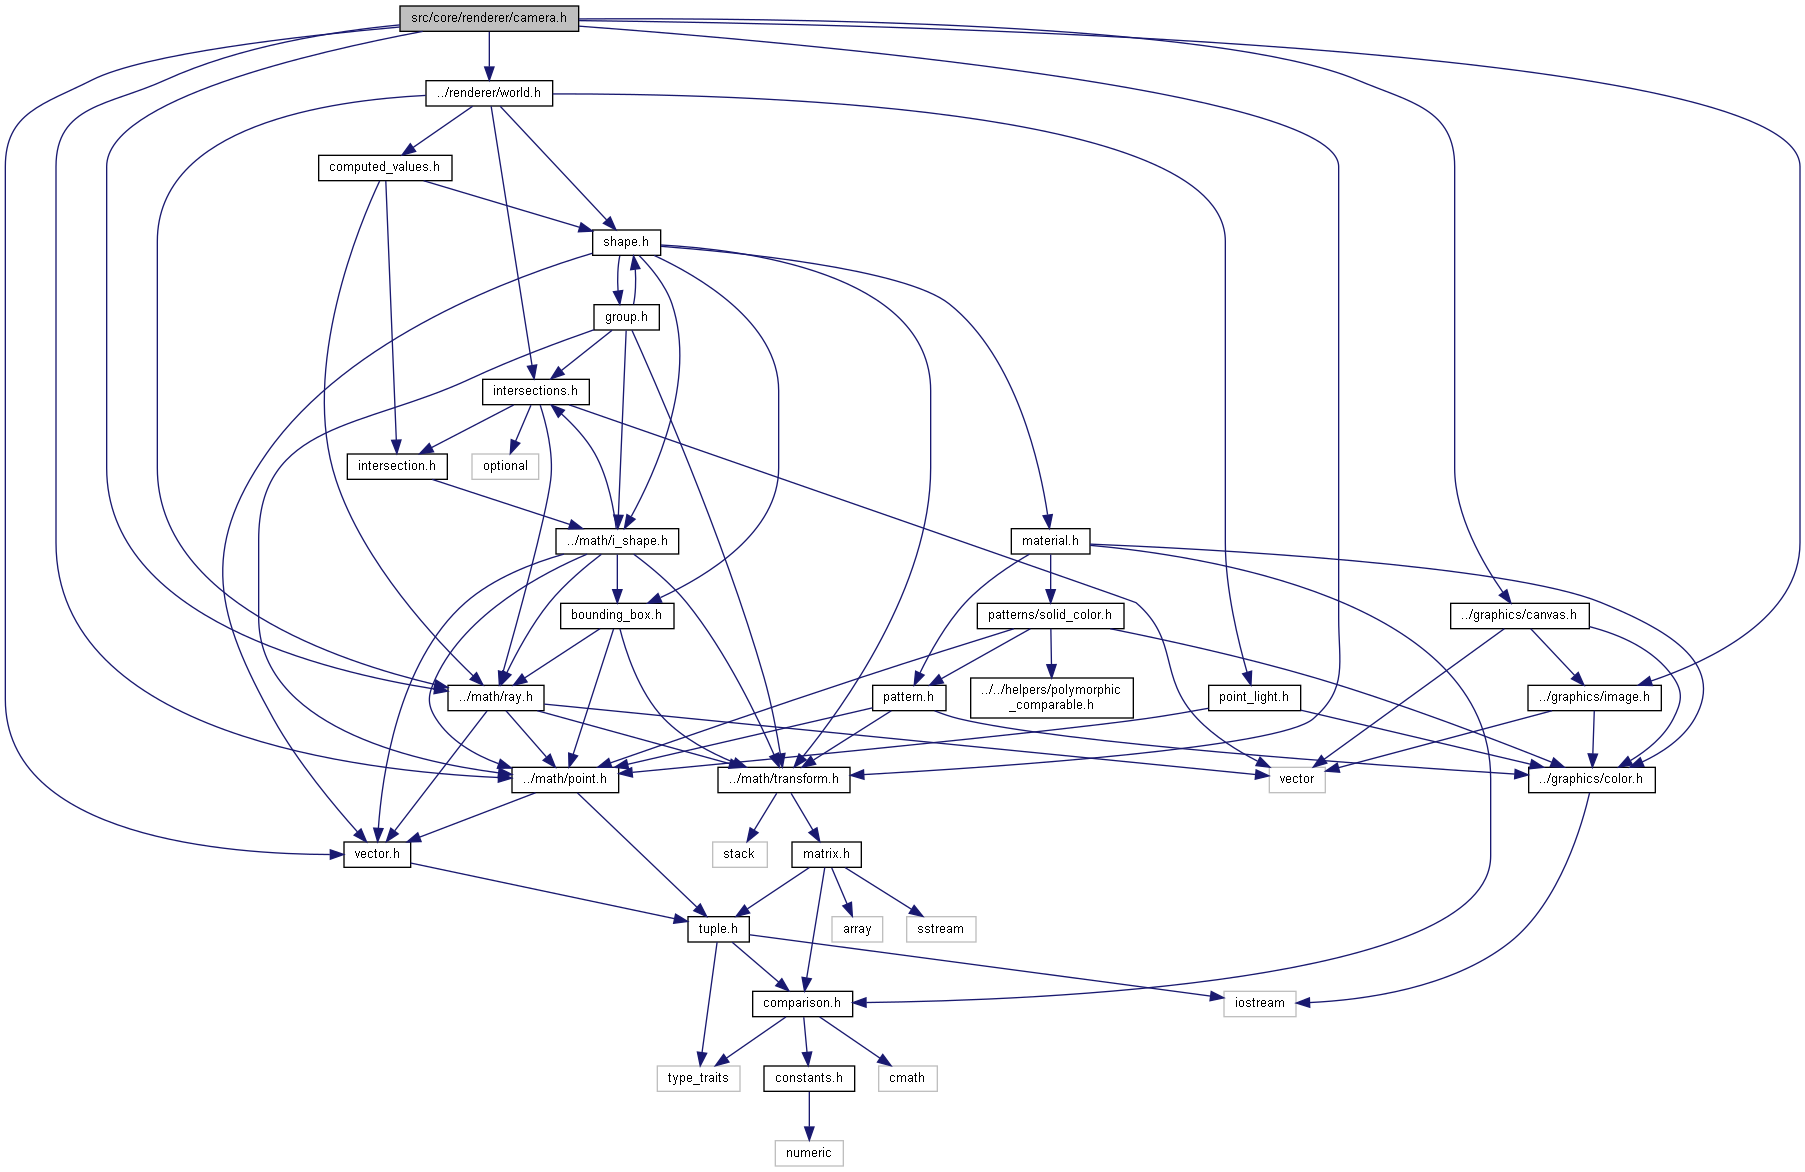 src/core/renderer/camera.h
../renderer/world.h
computed_values.h
shape.h
group.h
intersections.h
intersection.h
optional
../math/i_shape.h
material.h
bounding_box.h
patterns/solid_color.h
../graphics/canvas.h
../math/ray.h
pattern.h
../../helpers/polymorphic
_comparable.h
point_light.h
../graphics/image.h
../math/point.h
../math/transform.h
vector
../graphics/color.h
vector.h
stack
matrix.h
tuple.h
array
sstream
comparison.h
iostream
type_traits
constants.h
cmath
numeric